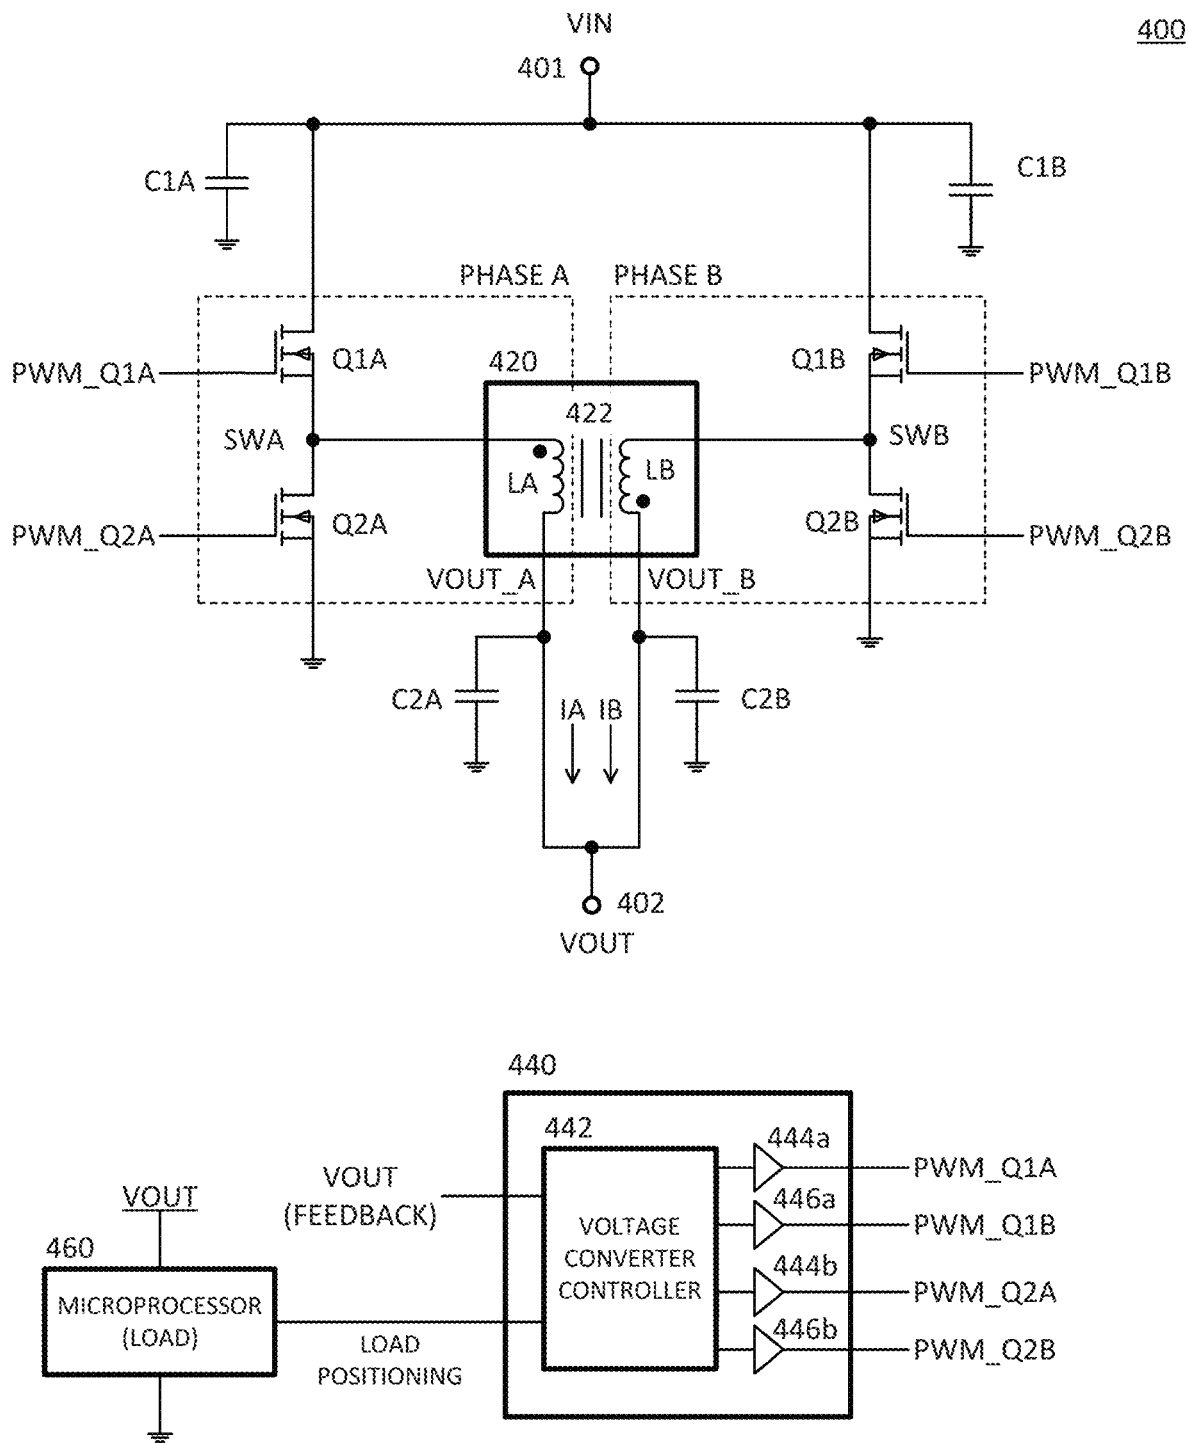 VIN
400
401
C1A
C1B
PHASE A
PHASE B
Q1A
420
Q1B
PWM_Q1A
PWM_Q1B
422
SWA
SWB
LA
LB
Q2A
Q2B
PWM_Q2A
PWM_Q2B
VOUT_A
VOUT_B
C2A
IA
IB
C2B
402
VOUT
440
442
444a
PWM_Q1A
VOUT
(FEEDBACK)
446a
PWM_Q1B
VOUT
VOLTAGE
CONVERTER
CONTROLLER
460
444b
PWM_Q2A
MICROPROCESSOR
(LOAD)
446b
PWM_Q2B
LOAD
POSITIONING